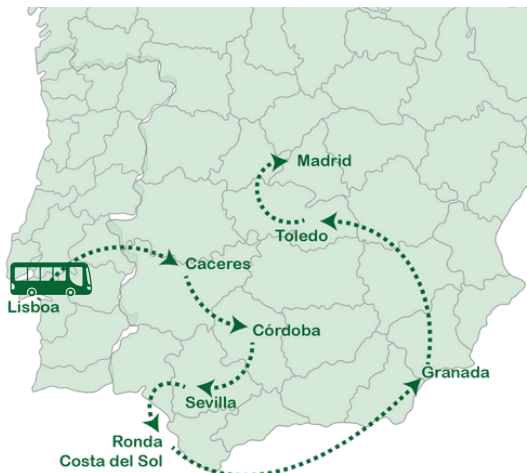 Madrid
Toledo
Caceres
Lisboa
Córdoba
Granada
Sevilla
Ronda
Costa del Sol